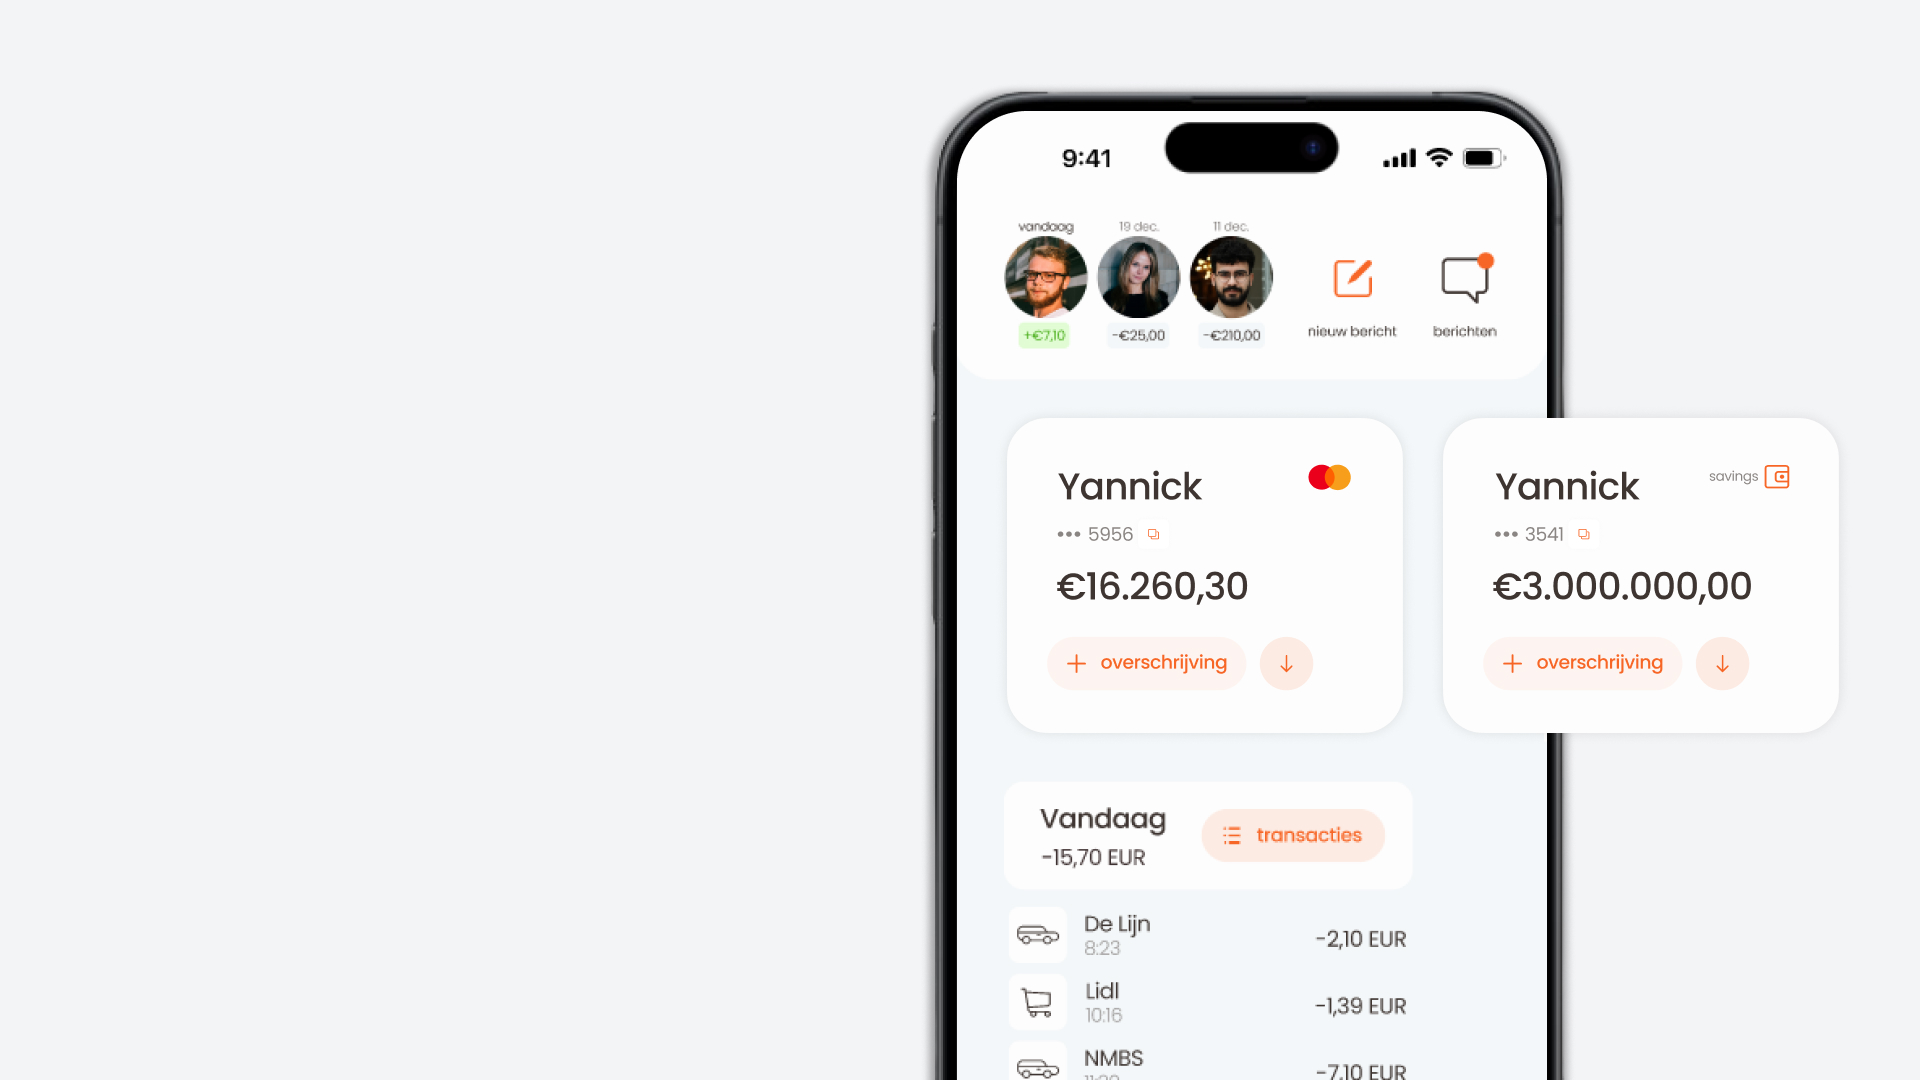 9:41
vandaag 19 dec. 11 dec.
+€7,10 -€25,00 -€210,00
nieuw bericht berichten
Yannick
••• 5956
€16.260,30
+ overschrijving
Yannick savings
••• 3541
€3.000.000,00
+ overschrijving
Vandaag
-15,70 EUR
transacties
De Lijn
8:23
-2,10 EUR
Lidl
10:16
-1,39 EUR
NMBS
-7,10 EUR